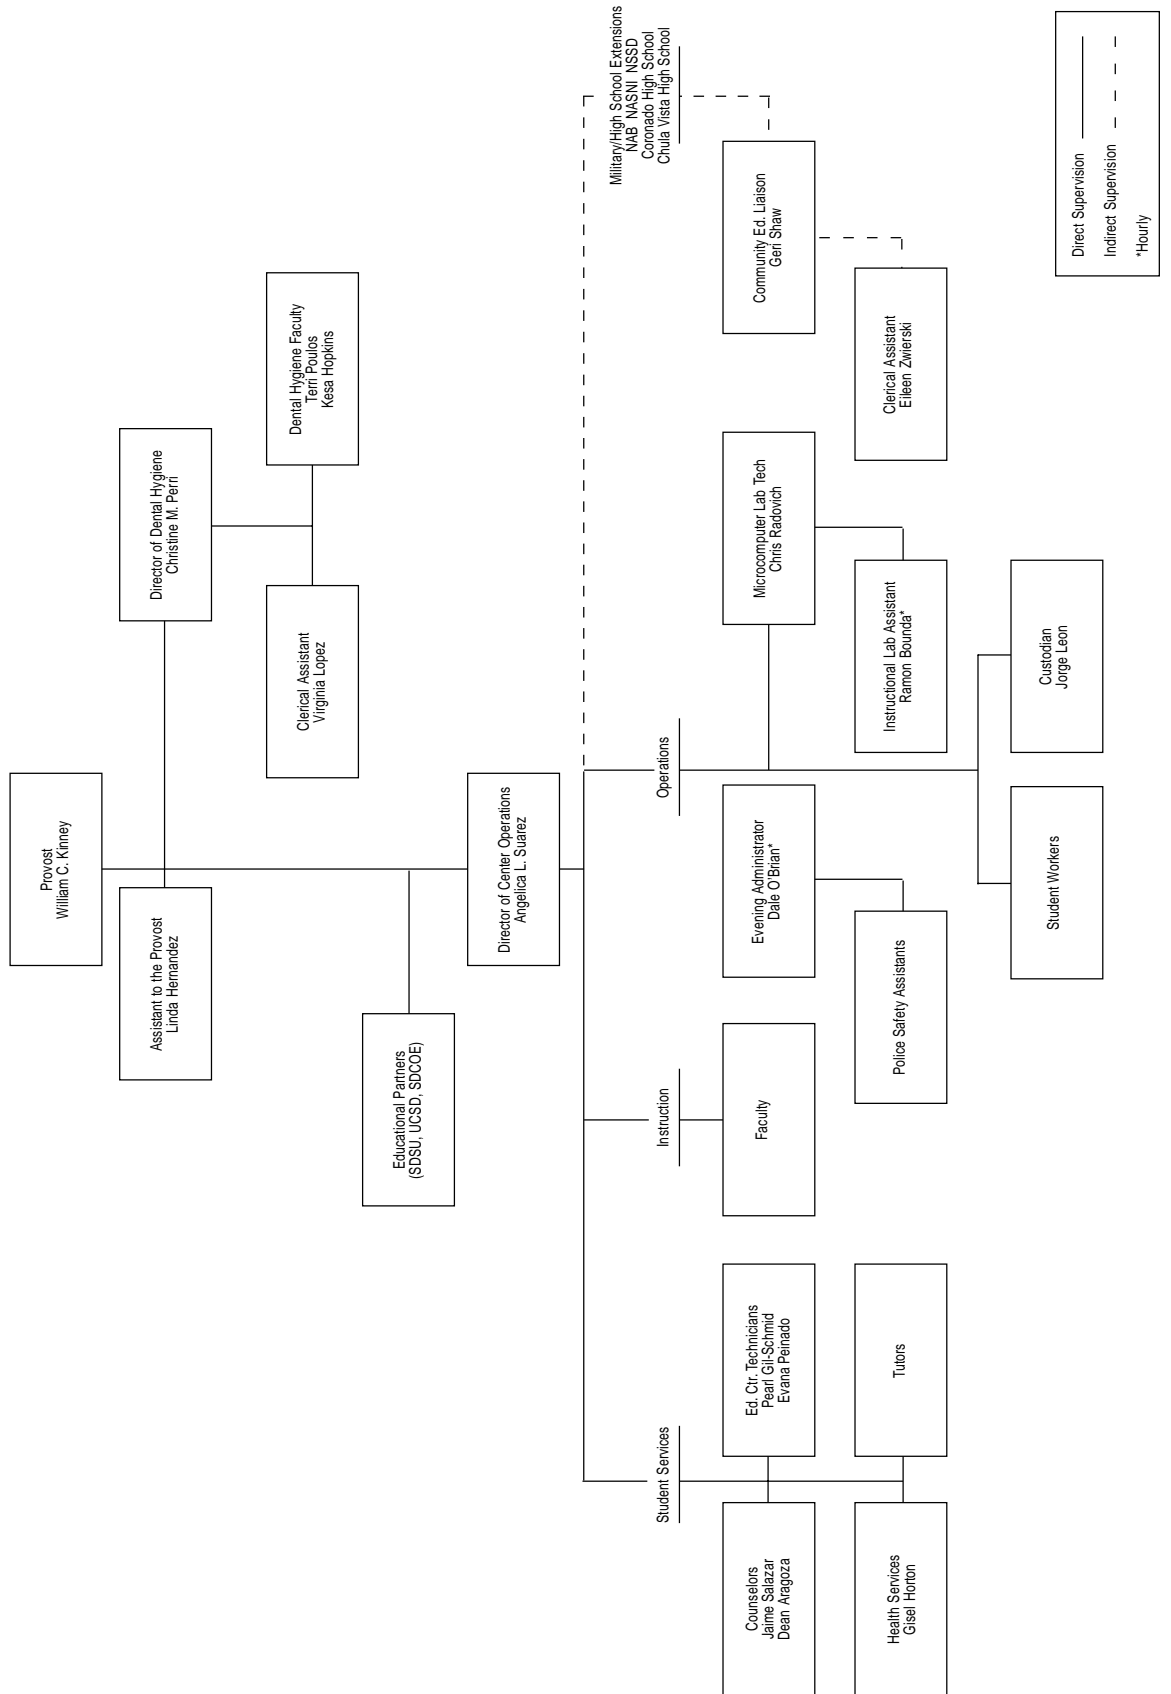 Provost
William C. Kinney
Assistant to the Provost
Linda Hernandez
Director of Dental Hygiene
Christine M. Perri
Clerical Assistant
Virginia Lopez
Dental Hygiene Faculty
Terri Poulos
Kesa Hopkins
Educational Partners
(SDSU, UCSD, SDCOE)
Director of Center Operations
Angelica L. Suarez
Student Services
Instruction
Operations
Military/High School Extensions
NAB NASNI NSSD
Coronado High School
Chula Vista High School
Counselors
Jaime Salazar
Dean Aragoza
Ed. Ctr. Technicians
Pearl Gil-Schmid
Evana Peinado
Health Services
Gisel Horton
Tutors
Faculty
Evening Administrator
Dale O'Brian*
Police Safety Assistants
Microcomputer Lab Tech
Chris Radovich
Instructional Lab Assistant
Ramon Bounda*
Student Workers
Custodian
Jorge Leon
Community Ed. Liaison
Geri Shaw
Clerical Assistant
Eileen Zwierski
Direct Supervision
Indirect Supervision
*Hourly